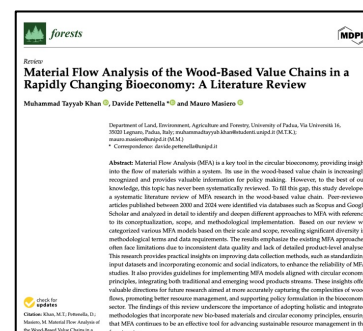 forests
MDPI
Review
Material Flow Analysis of the Wood-Based Value Chains in a
Rapidly Changing Bioeconomy: A Literature Review
Muhammad Tayyab Khan, Davide Pettenella * and Mauro Masiero
Department of Land, Environment, Agriculture and Forestry, University of Padua, Via Università 16,
35020 Legnaro, Padua, Italy; muhammadtayyab.khan@studenti.unipd.it (M.T.K.);
mauro.masiero@unipd.it (M.M.)
* Correspondence: davide.pettenella@unipd.it
Abstract: Material Flow Analysis (MFA) is a key tool in the circular bioeconomy, providing insight
into the flow of materials within a system. Its use in the wood-based value chain is increasingl
recognized and provides valuable information for policy making. However, to the best of ou
knowledge, this topic has never been systematically reviewed. To fill this gap, this study develope
a systematic literature review of MFA research in the wood-based value chain. Peer-reviewe
articles published between 2000 and 2024 were identified via databases such as Scopus and Googl
Scholar and analyzed in detail to identify and deepen different approaches to MFA with referenc
to its conceptualization, scope, and methodological implementation. Based on our review w
categorized various MFA models based on their scale and scope, revealing significant diversity i
methodological terms and data requirements. The results emphasize the existing MFA approache
often face limitations due to inconsistent data quality and lack of detailed product-level analyse
This research provides practical insights on improving data collection methods, such as standardizin
input datasets and incorporating economic and social indicators, to enhance the reliability of MFA
studies. It also provides guidelines for implementing MFA models aligned with circular econom
principles, integrating both traditional and emerging wood products streams. These insights offe
valuable directions for future research aimed at more accurately capturing the complexities of woo
flows, promoting better resource management, and supporting policy formulation in the bioeconom
sector. The findings of this review underscore the importance of adopting holistic and integrate
methodologies that incorporate new bio-materials and circular economy principles, ensurin
that MFA continues to be an effective tool for advancing sustainable resource management i
check for
updates
Citation: Khan, M.T.; Pettenella, D.;
Masiero, M. Material Flow Analysis of
the Wood-Based Value Chains in a